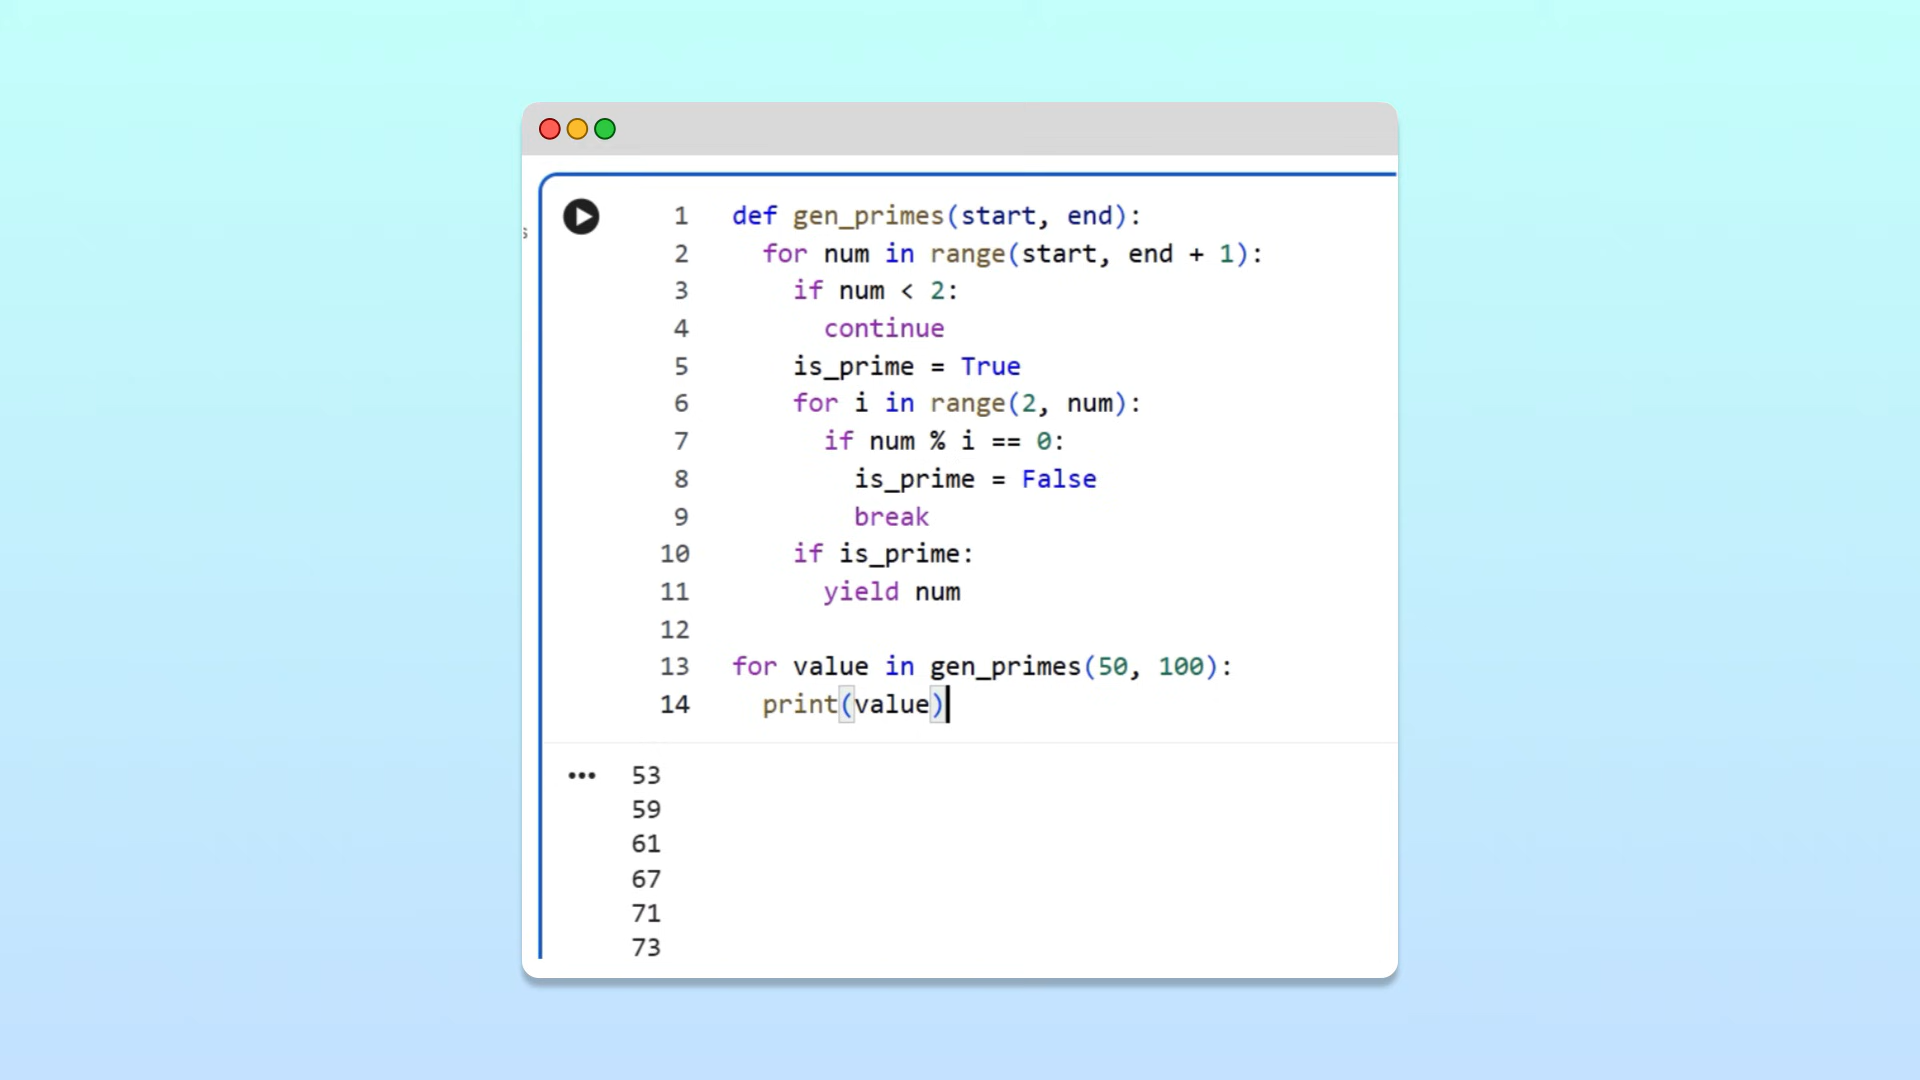 1 def gen_primes(start, end):
2   for num in range(start, end + 1):
3     if num < 2:
4       continue
5     is_prime = True
6     for i in range(2, num):
7       if num % i == 0:
8         is_prime = False
9         break
10     if is_prime:
11       yield num
12
13 for value in gen_primes(50, 100):
14   print(value)
53
59
61
67
71
73